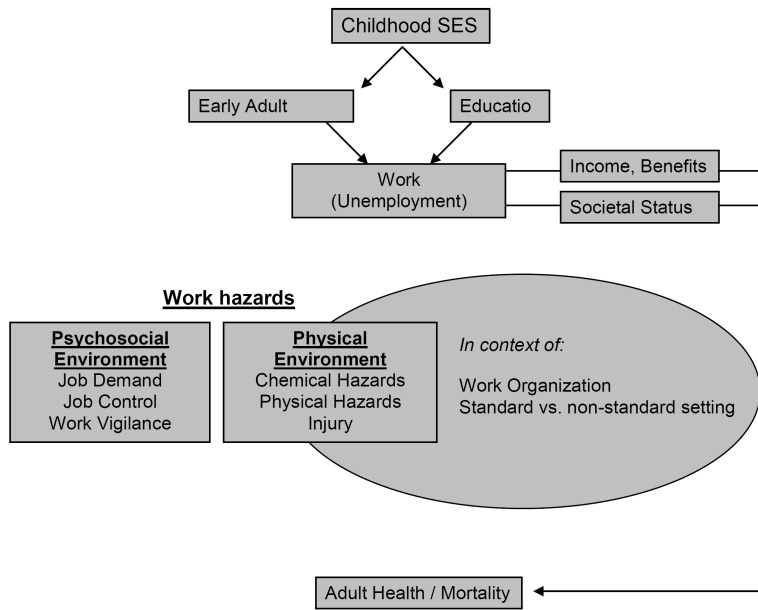 Childhood SES
Early Adult
Educatio
Work
(Unemployment)
Income, Benefits
Societal Status
Work hazards
Psychosocial
Environment
Job Demand
Job Control
Work Vigilance
Physical
Environment
Chemical Hazards
Physical Hazards
Injury
In context of:
Work Organization
Standard vs. non-standard setting
Adult Health / Mortality